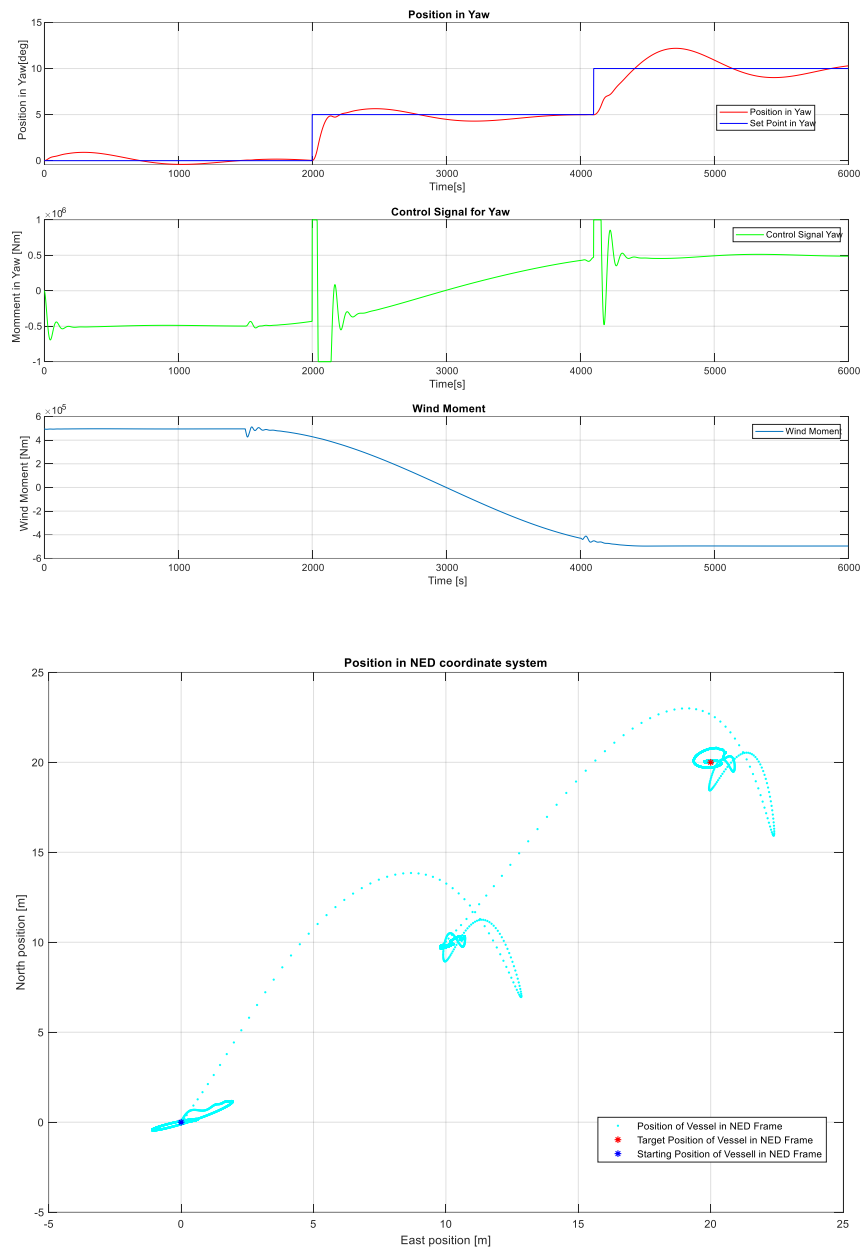 Position in Yaw
Position in Yaw[deg]
15
10
5
0
0 1000 2000 3000 4000 5000 6000
Time[s]
Position in Yaw
Set Point in Yaw
Control Signal for Yaw
×10⁶
Momment in Yaw [Nm]
1
0.5
0
-0.5
-1
0 1000 2000 3000 4000 5000 6000
Time[s]
Control Signal Yaw
Wind Moment
×10⁵
Wind Moment [Nm]
6
4
2
0
-2
-4
-6
0 1000 2000 3000 4000 5000 6000
Time [s]
Wind Moment
Position in NED coordinate system
North position [m]
25
20
15
10
5
0
-5
-5 0 5 10 15 20 25
East position [m]
Position of Vessel in NED Frame
Target Position of Vessel in NED Frame
Starting Position of Vessell in NED Frame